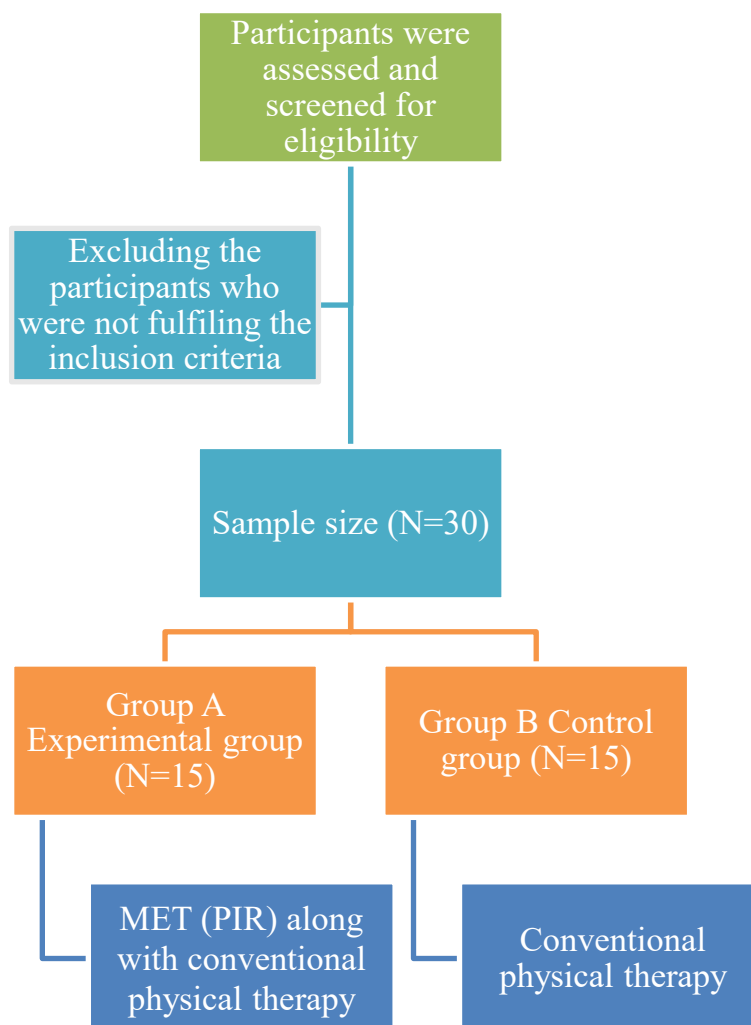 Participants were
assessed and
screened for
eligibility
Excluding the
participants who
were not fulfiling the
inclusion criteria
Sample size (N=30)
Group A
Experimental group
(N=15)
Group B Control
group (N=15)
MET (PIR) along
with conventional
physical therapy
Conventional
physical therapy